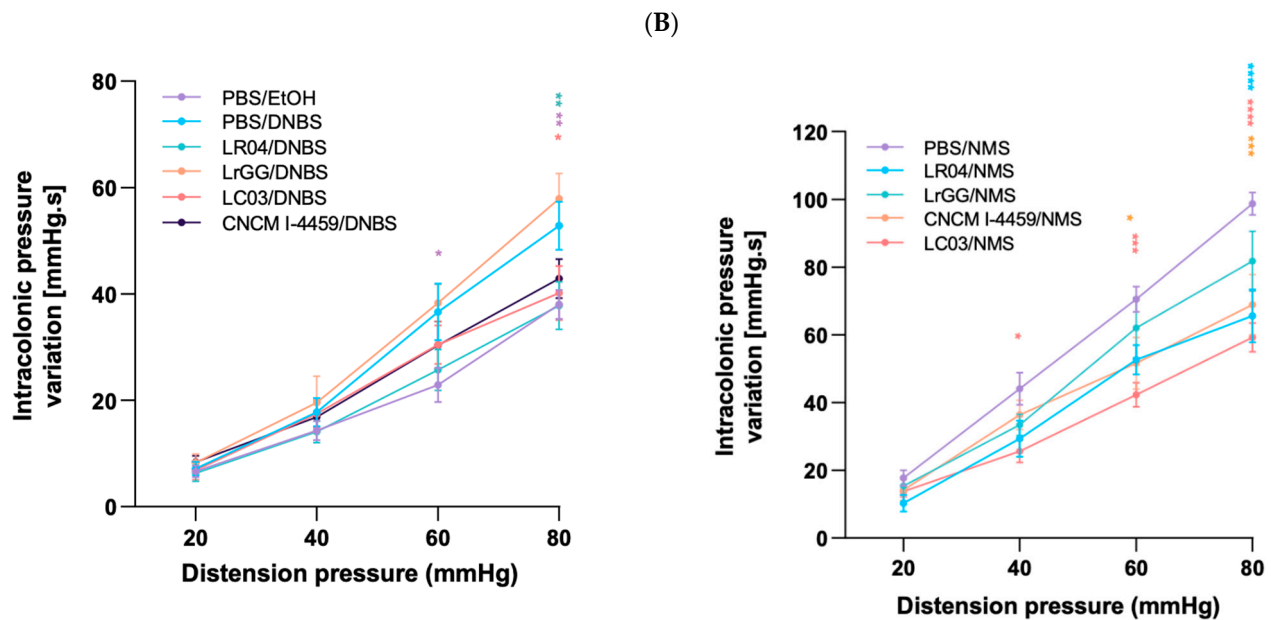 (B)
80
60
40
20
0
Intracolonic pressure
variation [mmHg.s]
PBS/EtOH
PBS/DNBS
LR04/DNBS
LrGG/DNBS
LC03/DNBS
CNCM I-4459/DNBS
*
**
**
*
20 40 60 80
Distension pressure (mmHg)
120
100
80
60
40
20
0
Intracolonic pressure
variation [mmHg.s]
PBS/NMS
LR04/NMS
LrGG/NMS
CNCM I-4459/NMS
LC03/NMS
*
*
***
****
****
***
20 40 60 80
Distension pressure (mmHg)